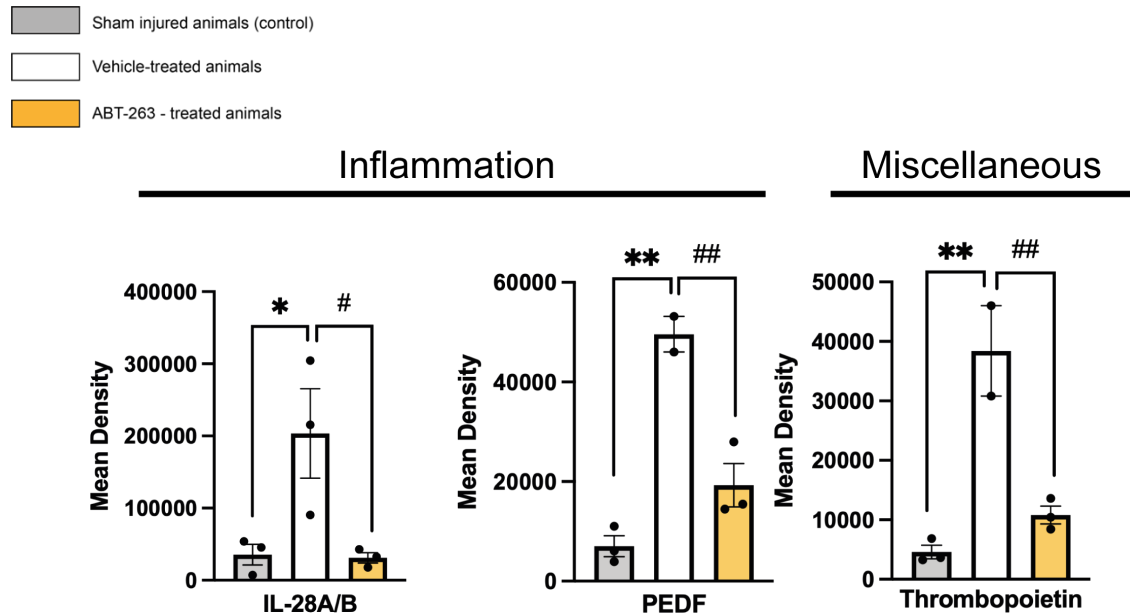 Sham injured animals (control)
Vehicle-treated animals
ABT-263 - treated animals
Inflammation
Miscellaneous
Mean Density
400000
300000
200000
100000
0
✱
#
IL-28A/B
Mean Density
60000
40000
20000
0
✱✱
##
PEDF
Mean Density
50000
40000
30000
20000
10000
0
✱✱
##
Thrombopoietin